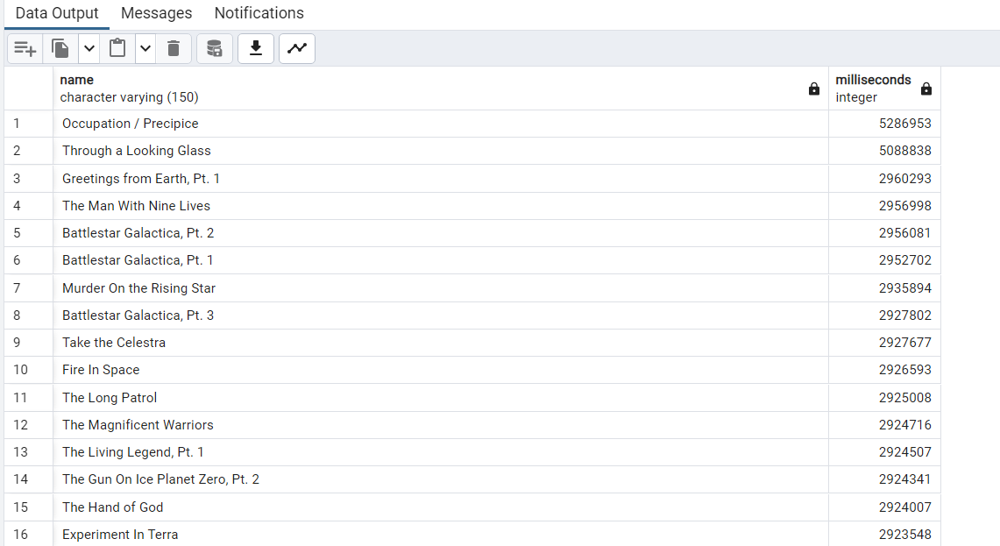 Data Output Messages Notifications
name milliseconds
character varying (150) integer
1 Occupation / Precipice 5286953
2 Through a Looking Glass 5088838
3 Greetings from Earth, Pt. 1 2960293
4 The Man With Nine Lives 2956998
5 Battlestar Galactica, Pt. 2 2956081
6 Battlestar Galactica, Pt. 1 2952702
7 Murder On the Rising Star 2935894
8 Battlestar Galactica, Pt. 3 2927802
9 Take the Celestra 2927677
10 Fire In Space 2926593
11 The Long Patrol 2925008
12 The Magnificent Warriors 2924716
13 The Living Legend, Pt. 1 2924507
14 The Gun On Ice Planet Zero, Pt. 2 2924341
15 The Hand of God 2924007
16 Experiment In Terra 2923548